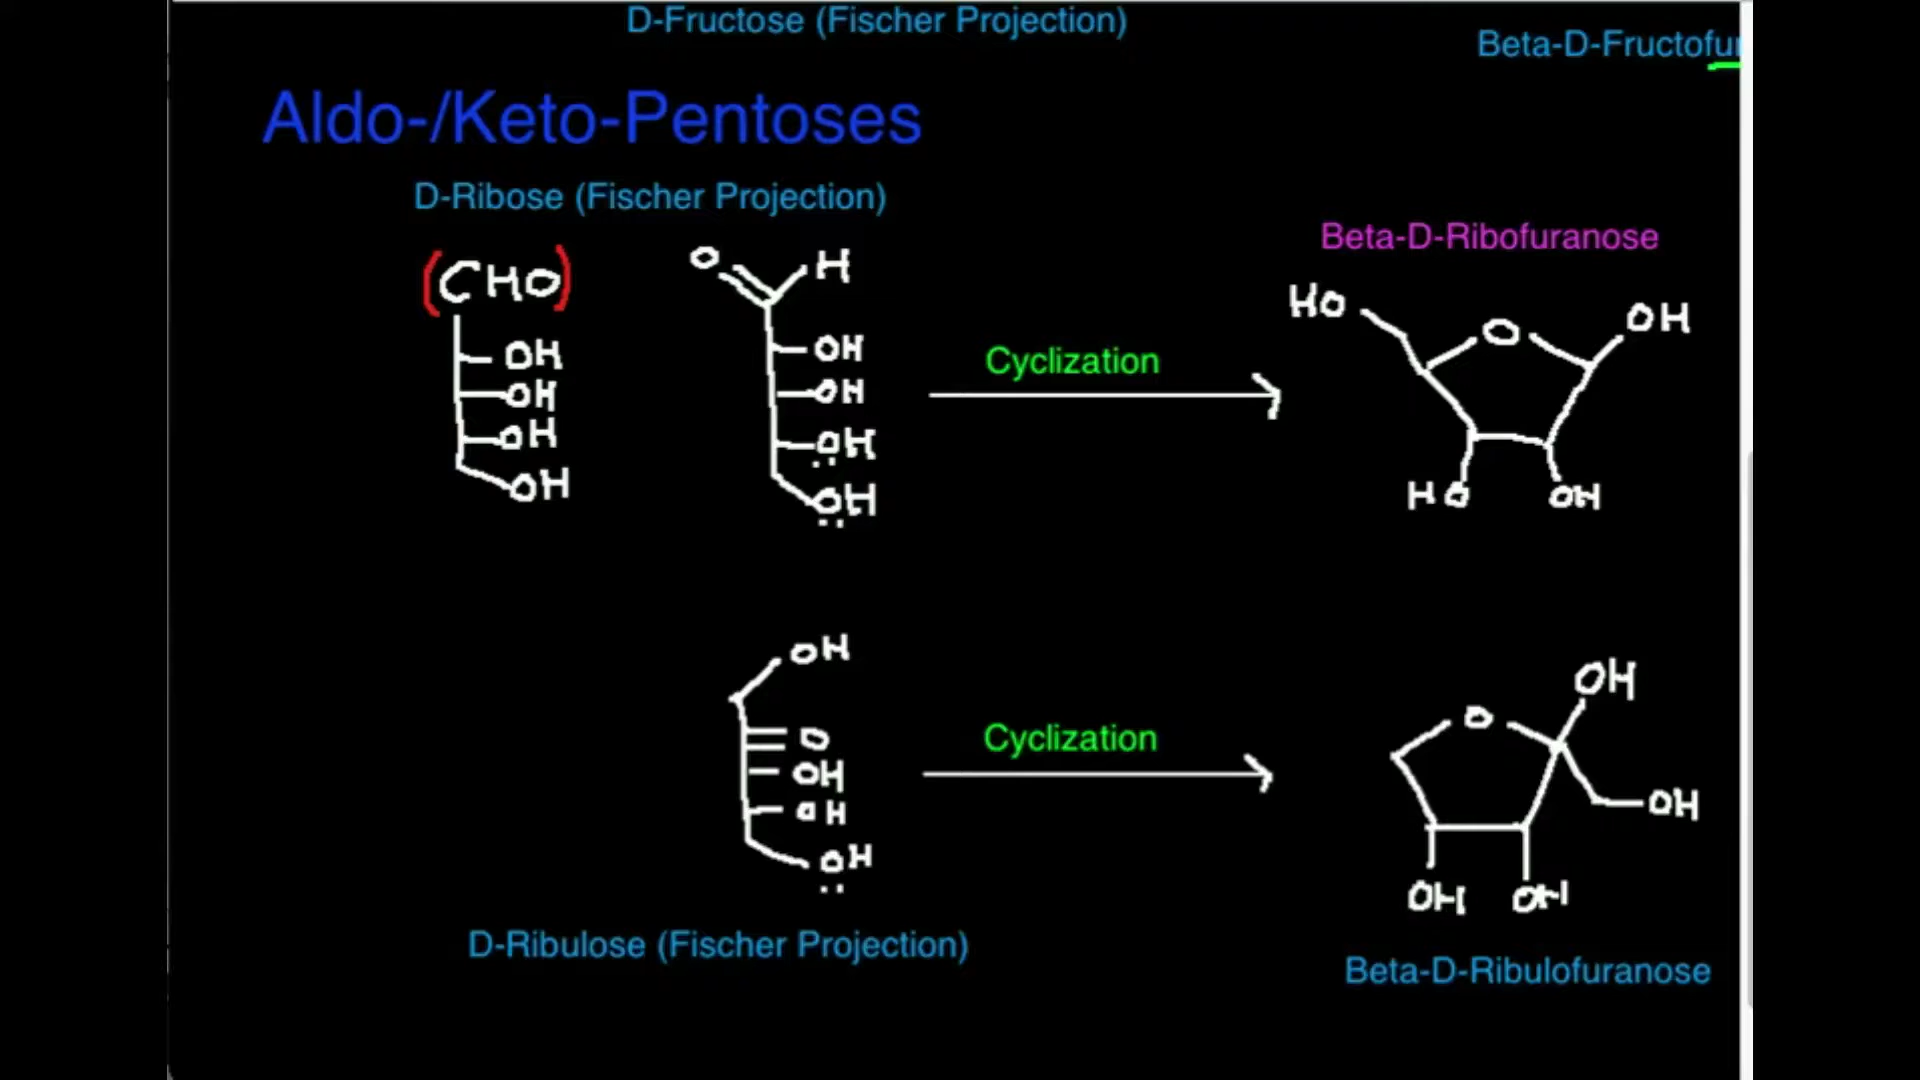 D-Fructose (Fischer Projection)
Beta-D-Fructofu
Aldo-/Keto-Pentoses
D-Ribose (Fischer Projection)
Beta-D-Ribofuranose
(CHO)
OH
OH
OH
OH
O H
OH
OH
OH
OH
Cyclization
HO O OH
HO OH
OH
O
OH
OH
OH
Cyclization
OH
O
OH
OH OH
D-Ribulose (Fischer Projection)
Beta-D-Ribulofuranose